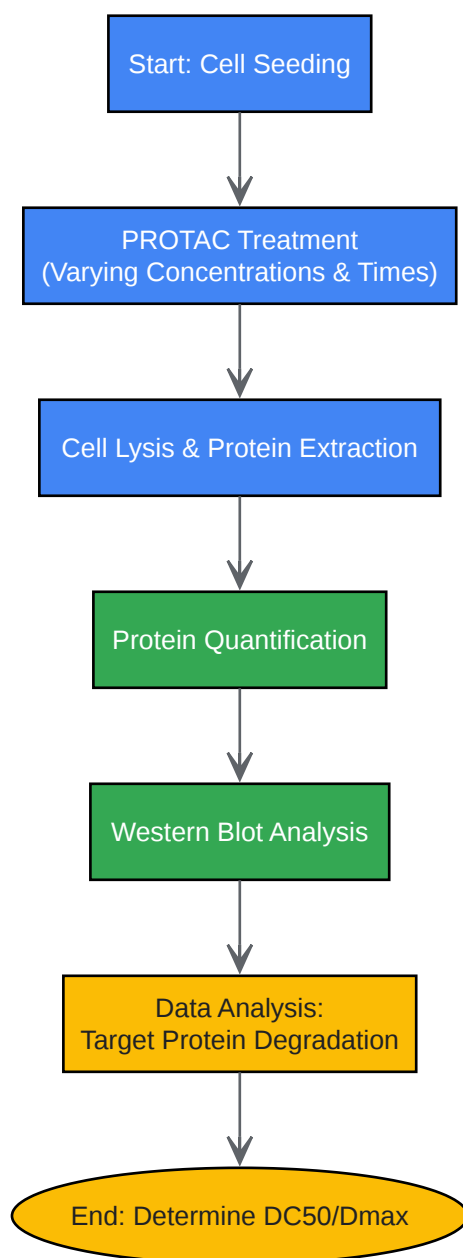 Start: Cell Seeding
PROTAC Treatment
(Varying Concentrations & Times)
Cell Lysis & Protein Extraction
Protein Quantification
Western Blot Analysis
Data Analysis:
Target Protein Degradation
End: Determine DC50/Dmax